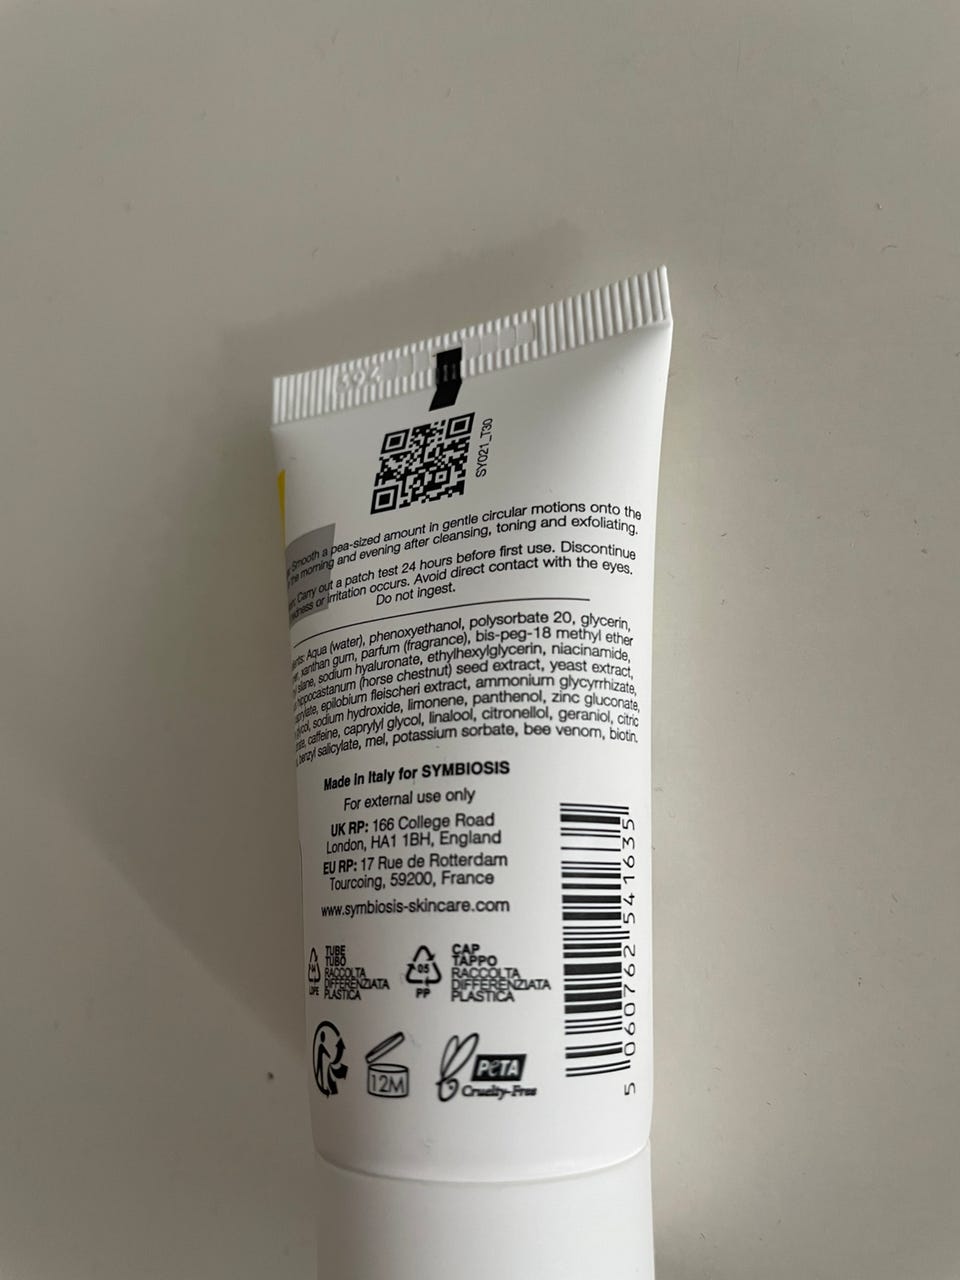 SY021_T30
Smooth a pea-sized amount in gentle circular motions onto the
the morning and evening after cleansing, toning and exfoliating.
Carry out a patch test 24 hours before first use. Discontinue
redness or irritation occurs. Avoid direct contact with the eyes.
Do not ingest.
Aqua (water), phenoxyethanol, polysorbate 20, glycerin,
xanthan gum, parfum (fragrance), bis-peg-18 methyl ether
silane, sodium hyaluronate, ethylhexylglycerin, niacinamide,
hippocastanum (horse chestnut) seed extract, yeast extract,
epilobium fleischeri extract, ammonium glycyrrhizate,
glycol, sodium hydroxide, limonene, panthenol, zinc gluconate,
caffeine, caprylyl glycol, linalool, citronellol, geraniol, citric
benzyl salicylate, mel, potassium sorbate, bee venom, biotin.
Made in Italy for SYMBIOSIS
For external use only
UK RP: 166 College Road
London, HA1 1BH, England
EU RP: 17 Rue de Rotterdam
Tourcoing, 59200, France
www.symbiosis-skincare.com
TUBE
TUBO
RACCOLTA
DIFFERENZIATA
PLASTICA
LDPE
CAP
TAPPO
RACCOLTA
DIFFERENZIATA
PLASTICA
05
PP
12M
PeTA
Cruelty-Free
5 060762 541635